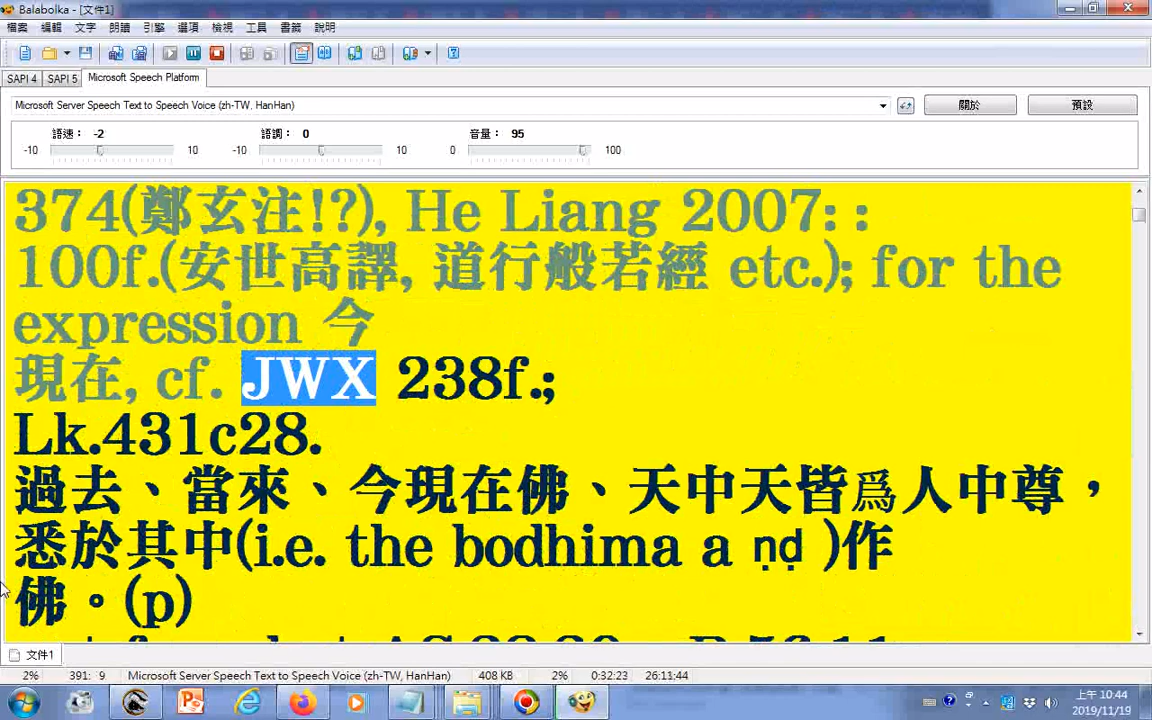 Balabolka - [文件1]
檔案 編輯 文字 朗讀 引擎 選項 檢視 工具 書籤 說明
SAPI 4 SAPI 5 Microsoft Speech Platform
Microsoft Server Speech Text to Speech Voice (zh-TW, HanHan) 關於 預設
語速： -2 語調： 0 音量： 95
-10 10 -10 10 0 100
374(鄭玄注!?), He Liang 2007: :
100f.(安世高譯, 道行般若經 etc.); for the
expression 今
現在, cf. JWX 238f.;
Lk.431c28.
過去、當來、今現在佛、天中天皆爲人中尊，
悉於其中(i.e. the bodhima a ṇḍ )作
佛。(p)
文件1
2% 391: 9 Microsoft Server Speech Text to Speech Voice (zh-TW, HanHan) 408 KB 2% 0:32:23 26:11:44
上午 10:44
2019/11/19